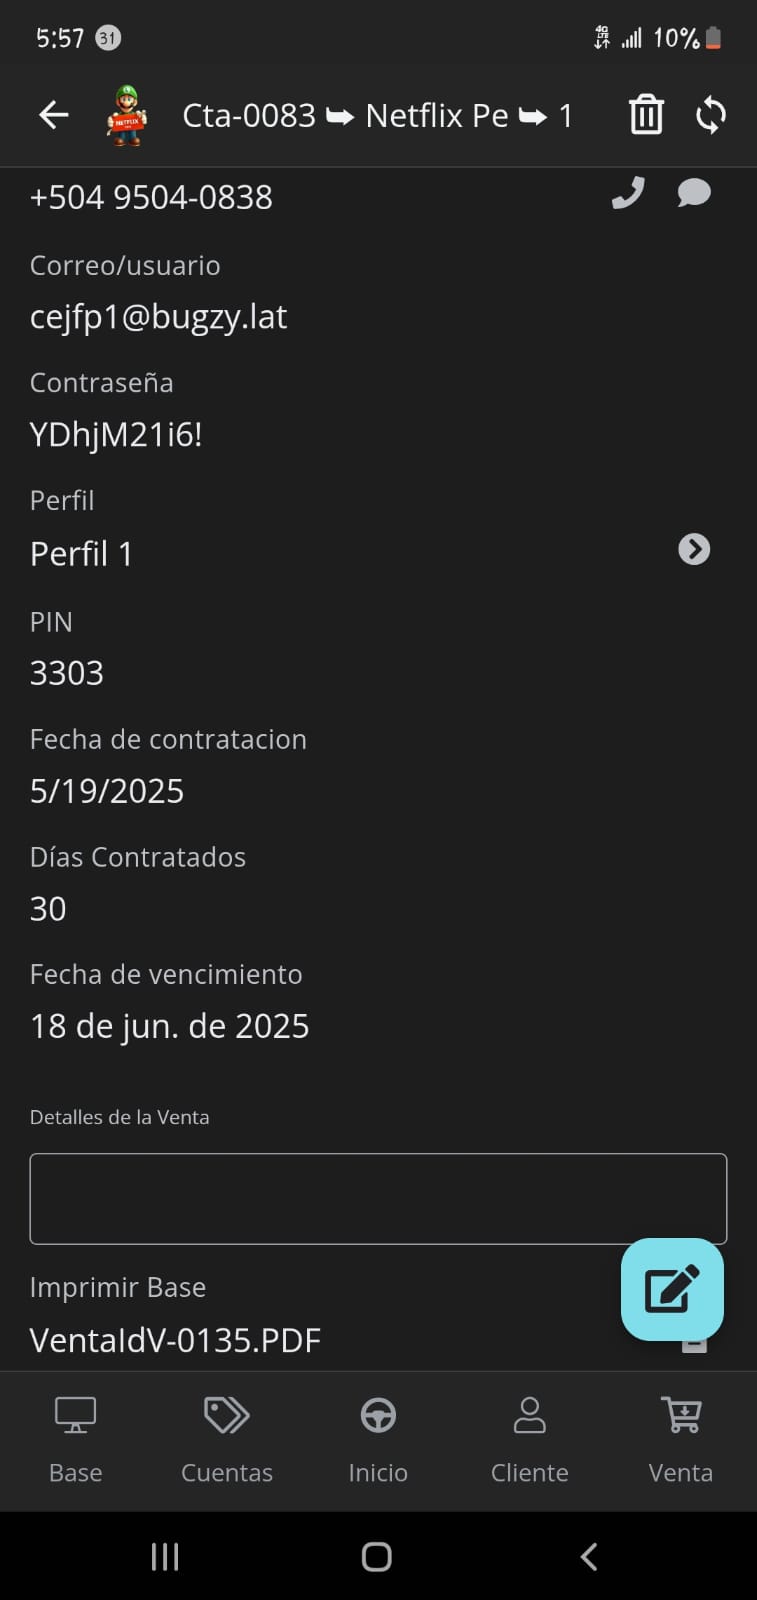 5:57 31 10%
Cta-0083 ➥ Netflix Pe ➥ 1
+504 9504-0838
Correo/usuario
cejfp1@bugzy.lat
Contraseña
YDhjM21i6!
Perfil
Perfil 1
PIN
3303
Fecha de contratacion
5/19/2025
Días Contratados
30
Fecha de vencimiento
18 de jun. de 2025
Detalles de la Venta
Imprimir Base
VentaIdV-0135.PDF
Base Cuentas Inicio Cliente Venta